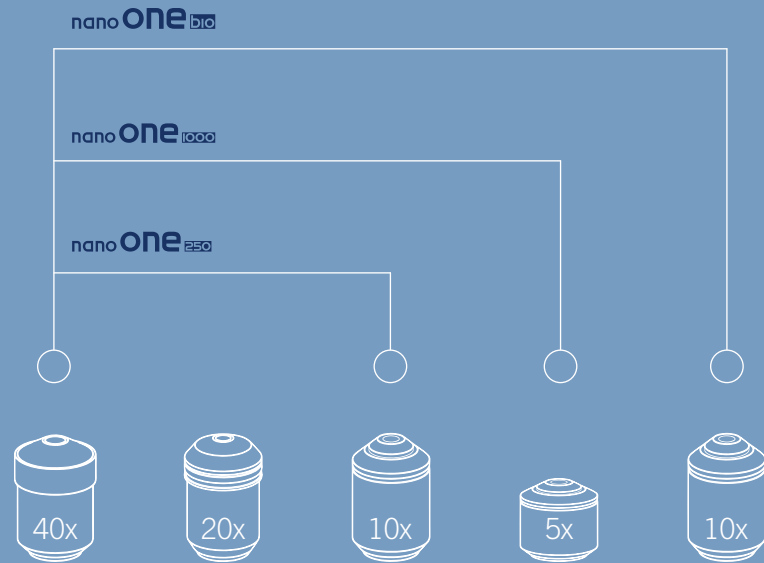 nano one bio
nano one 1000
nano one 250
40x 20x 10x 5x 10x